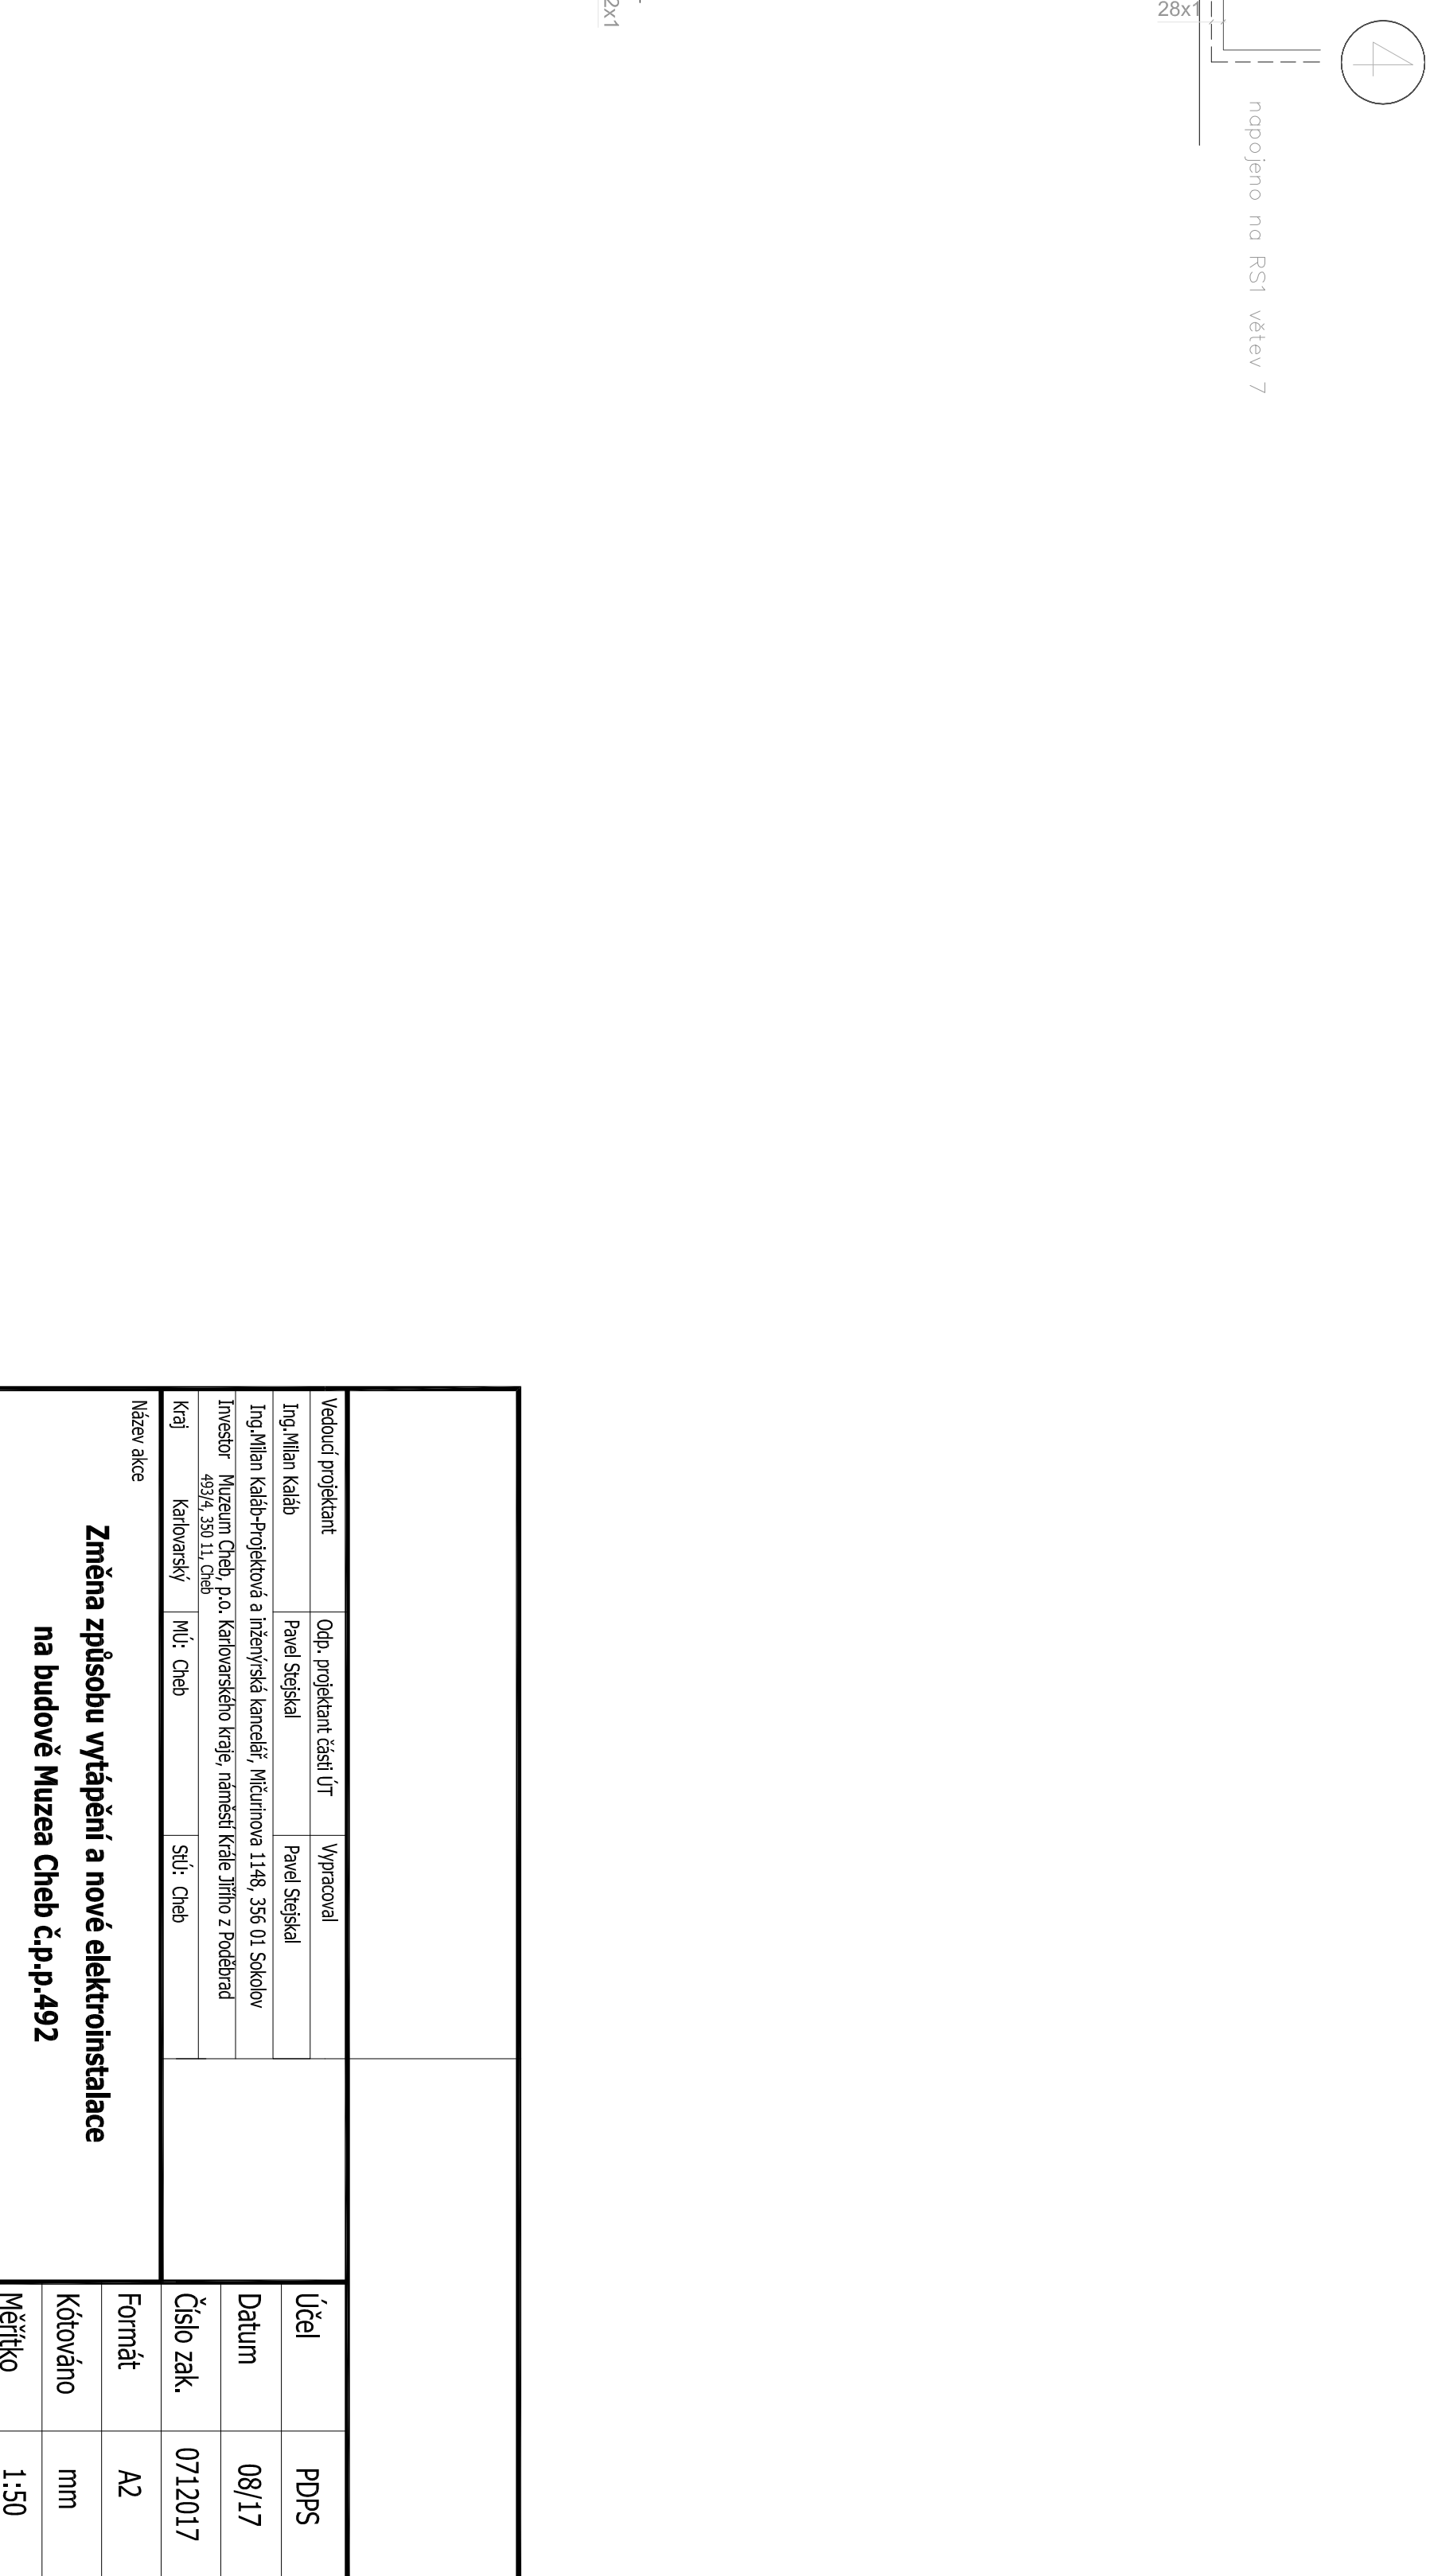 28x1
2x1
4
napojeno na RS1 větev 7
Vedoucí projektant
Odp. projektant části ÚT
Vypracoval
Ing.Milan Kaláb
Pavel Stejskal
Pavel Stejskal
Ing.Milan Kaláb-Projektová a inženýrská kancelář, Mičurinova 1148, 356 01 Sokolov
Investor Muzeum Cheb, p.o. Karlovarského kraje, náměstí Krále Jiřího z Poděbrad
493/4, 350 11, Cheb
Kraj Karlovarský
MÚ: Cheb
StÚ: Cheb
Název akce
Změna způsobu vytápění a nové elektroinstalace
na budově Muzea Cheb č.p.p.492
Účel PDPS
Datum 08/17
Číslo zak. 0712017
Formát A2
Kótováno mm
Měřítko 1:50